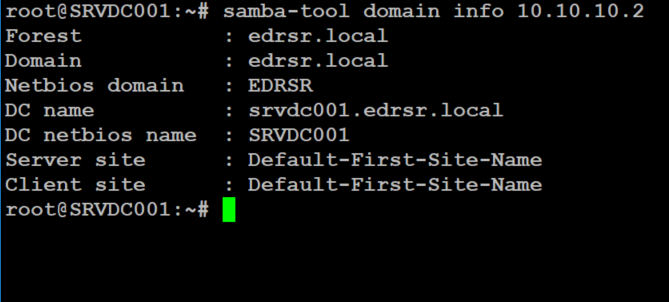 root@SRVDC001:~# samba-tool domain info 10.10.10.2
Forest           : edrsr.local
Domain           : edrsr.local
Netbios domain   : EDRSR
DC name          : srvdc001.edrsr.local
DC netbios name  : SRVDC001
Server site      : Default-First-Site-Name
Client site      : Default-First-Site-Name
root@SRVDC001:~#